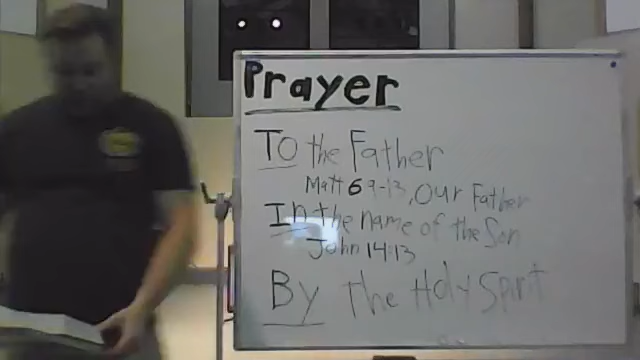 Prayer
To the Father
Matt 6 9-13, Our Father
In the name of the Son
John 14:13
By the Holy Spirit